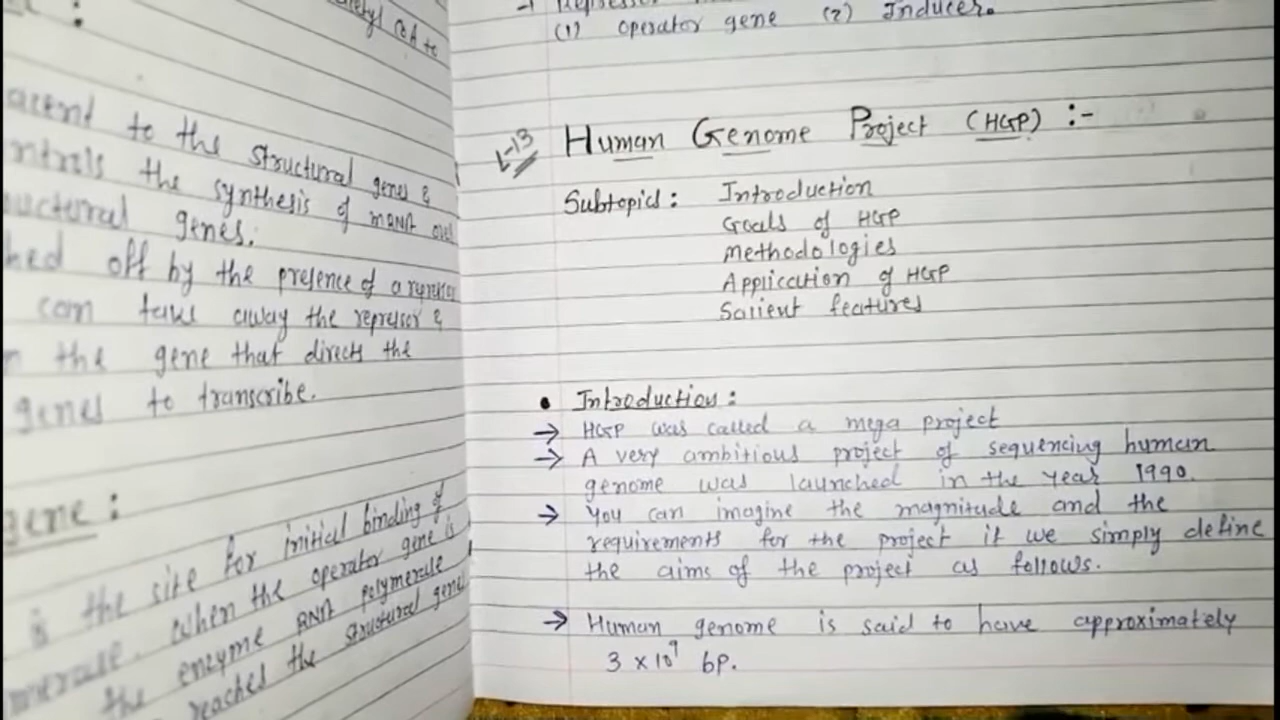 to
acent to the structural genes &
ntrols the synthesis of mRNA over
uctural genes.
hed off by the presence of a repressor
can take away the repressor &
n the gene that directs the
genes to transcribe.
gene :
is the site for initial binding of
merase. When the operator gene is
the enzyme RNA polymerase
reaches the structural gene
(1) operator gene (2) Inducer.
L-13
Human Genome Project (HGP) :-
Subtopic : Introduction
Goals of HGP
methodologies
Application of HGP
Salient features
• Introduction :
→ HGP was called a mega project
→ A very ambitious project of sequencing human
genome was launched in the year 1990.
→ You can imagine the magnitude and the
requirements for the project if we simply define
the aims of the project as follows.
→ Human genome is said to have approximately
3 × 10⁹ bp.